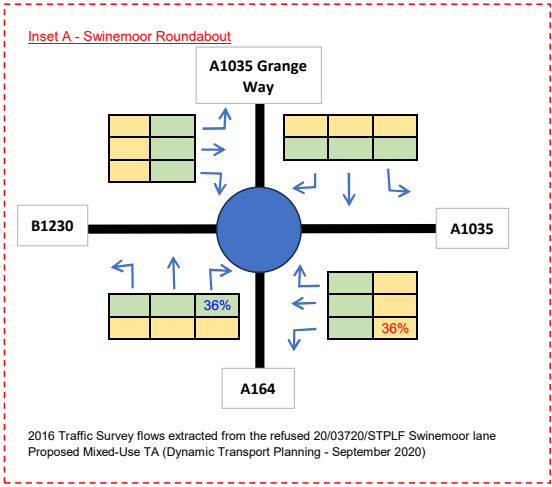 Inset A - Swinemoor Roundabout
A1035 Grange
Way
B1230
A1035
36%
36%
A164
2016 Traffic Survey flows extracted from the refused 20/03720/STPLF Swinemoor lane
Proposed Mixed-Use TA (Dynamic Transport Planning - September 2020)